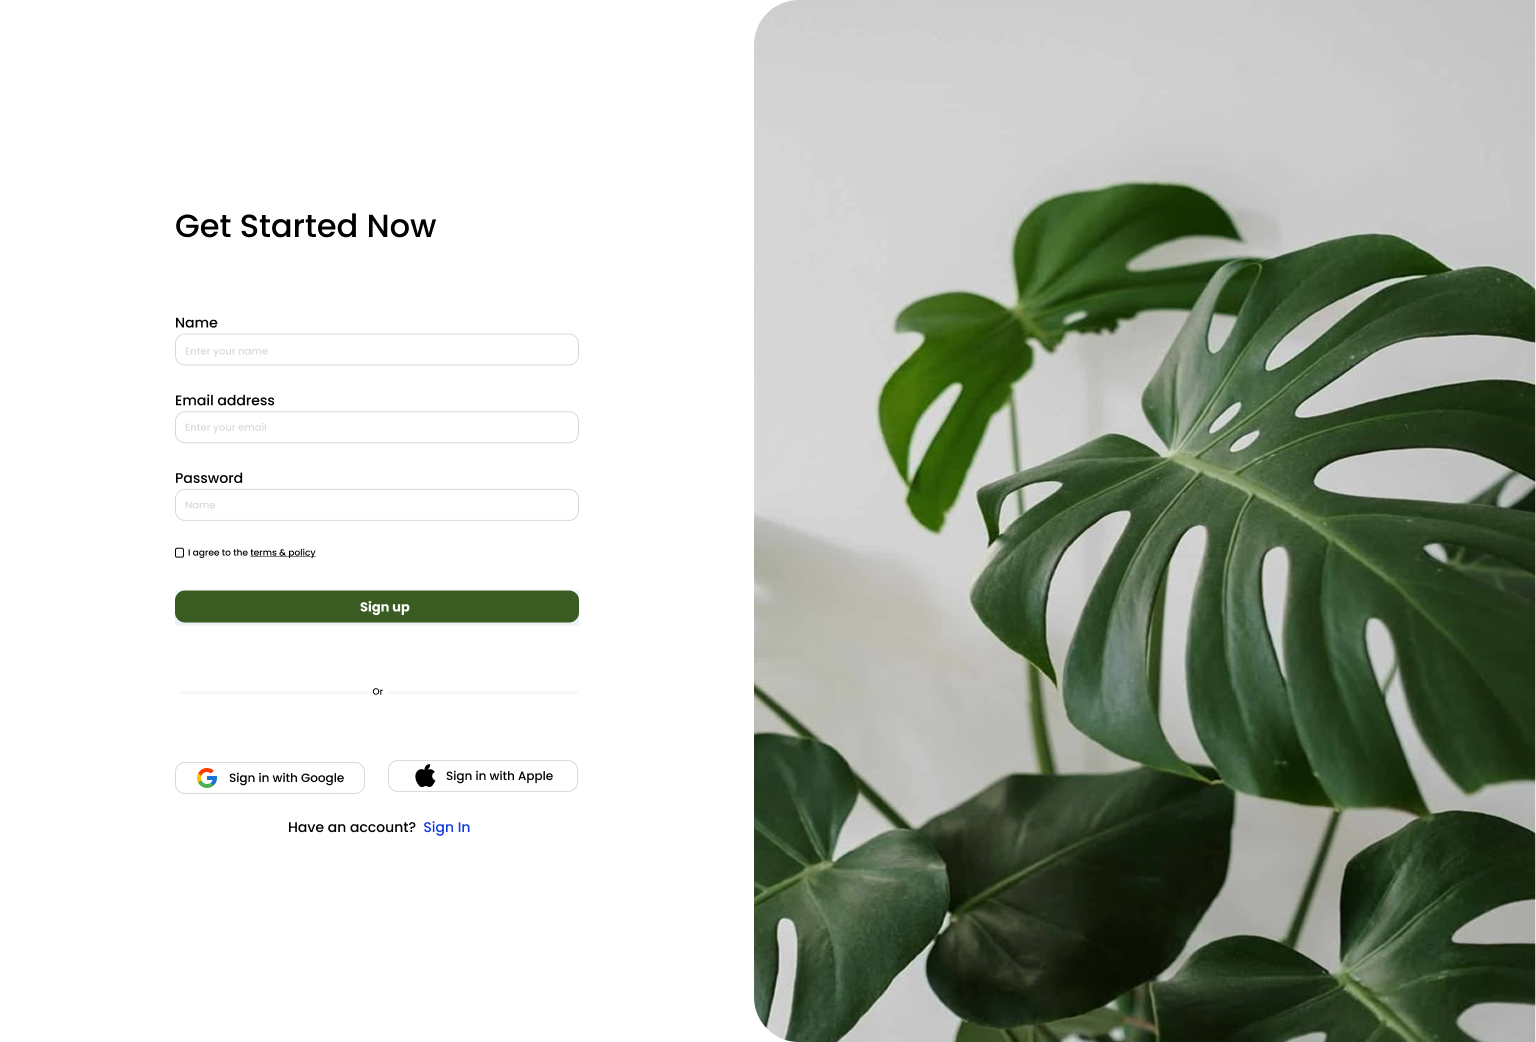 Get Started Now
Name
Enter your name
Email address
Enter your email
Password
Name
I agree to the terms & policy
Sign up
Or
Sign in with Google
Sign in with Apple
Have an account? Sign In